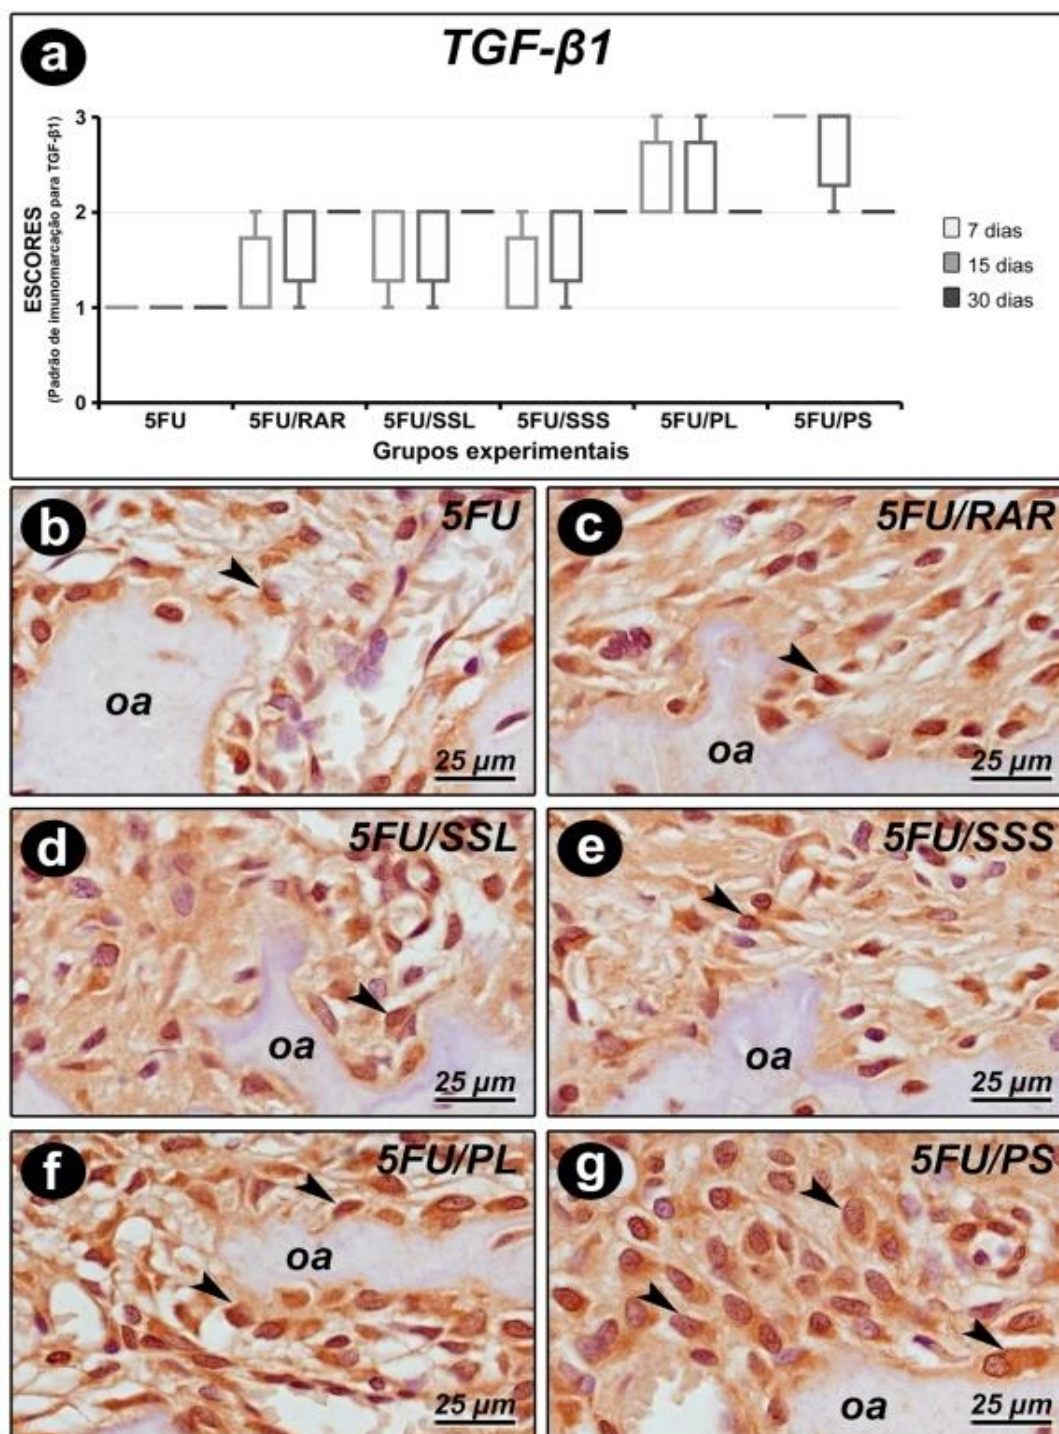 a
TGF-β1
ESCORES
(Padrão de imunomarcação para TGF-β1)
3
2
1
0
5FU 5FU/RAR 5FU/SSL 5FU/SSS 5FU/PL 5FU/PS
Grupos experimentais
7 dias
15 dias
30 dias
b
5FU
oa
25 µm
c
5FU/RAR
oa
25 µm
d
5FU/SSL
oa
25 µm
e
5FU/SSS
oa
25 µm
f
5FU/PL
oa
25 µm
g
5FU/PS
oa
25 µm